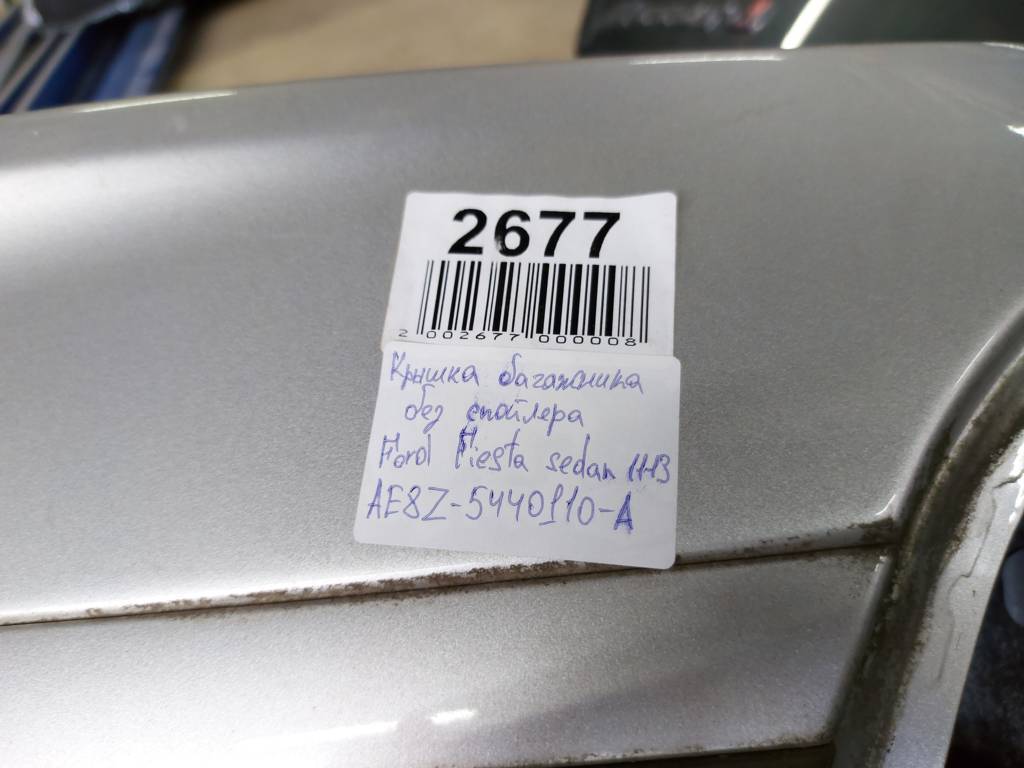 2677
2 002677 000008
Крышка багажника
без спойлера
Ford Fiesta sedan 11-13
AE8Z-5440110-A